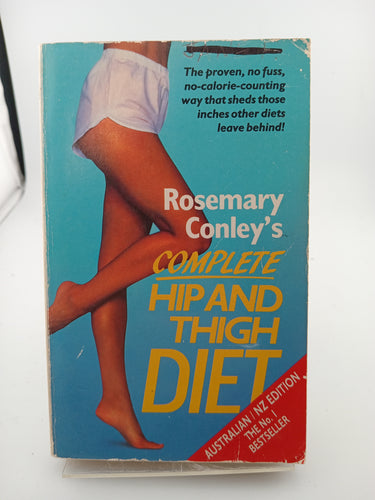 The proven, no fuss,
no-calorie-counting
way that sheds those
inches other diets
leave behind!
Rosemary
Conley's
COMPLETE
HIP AND
THIGH
DIET
AUSTRALIAN / NZ EDITION
THE No. 1
BESTSELLER